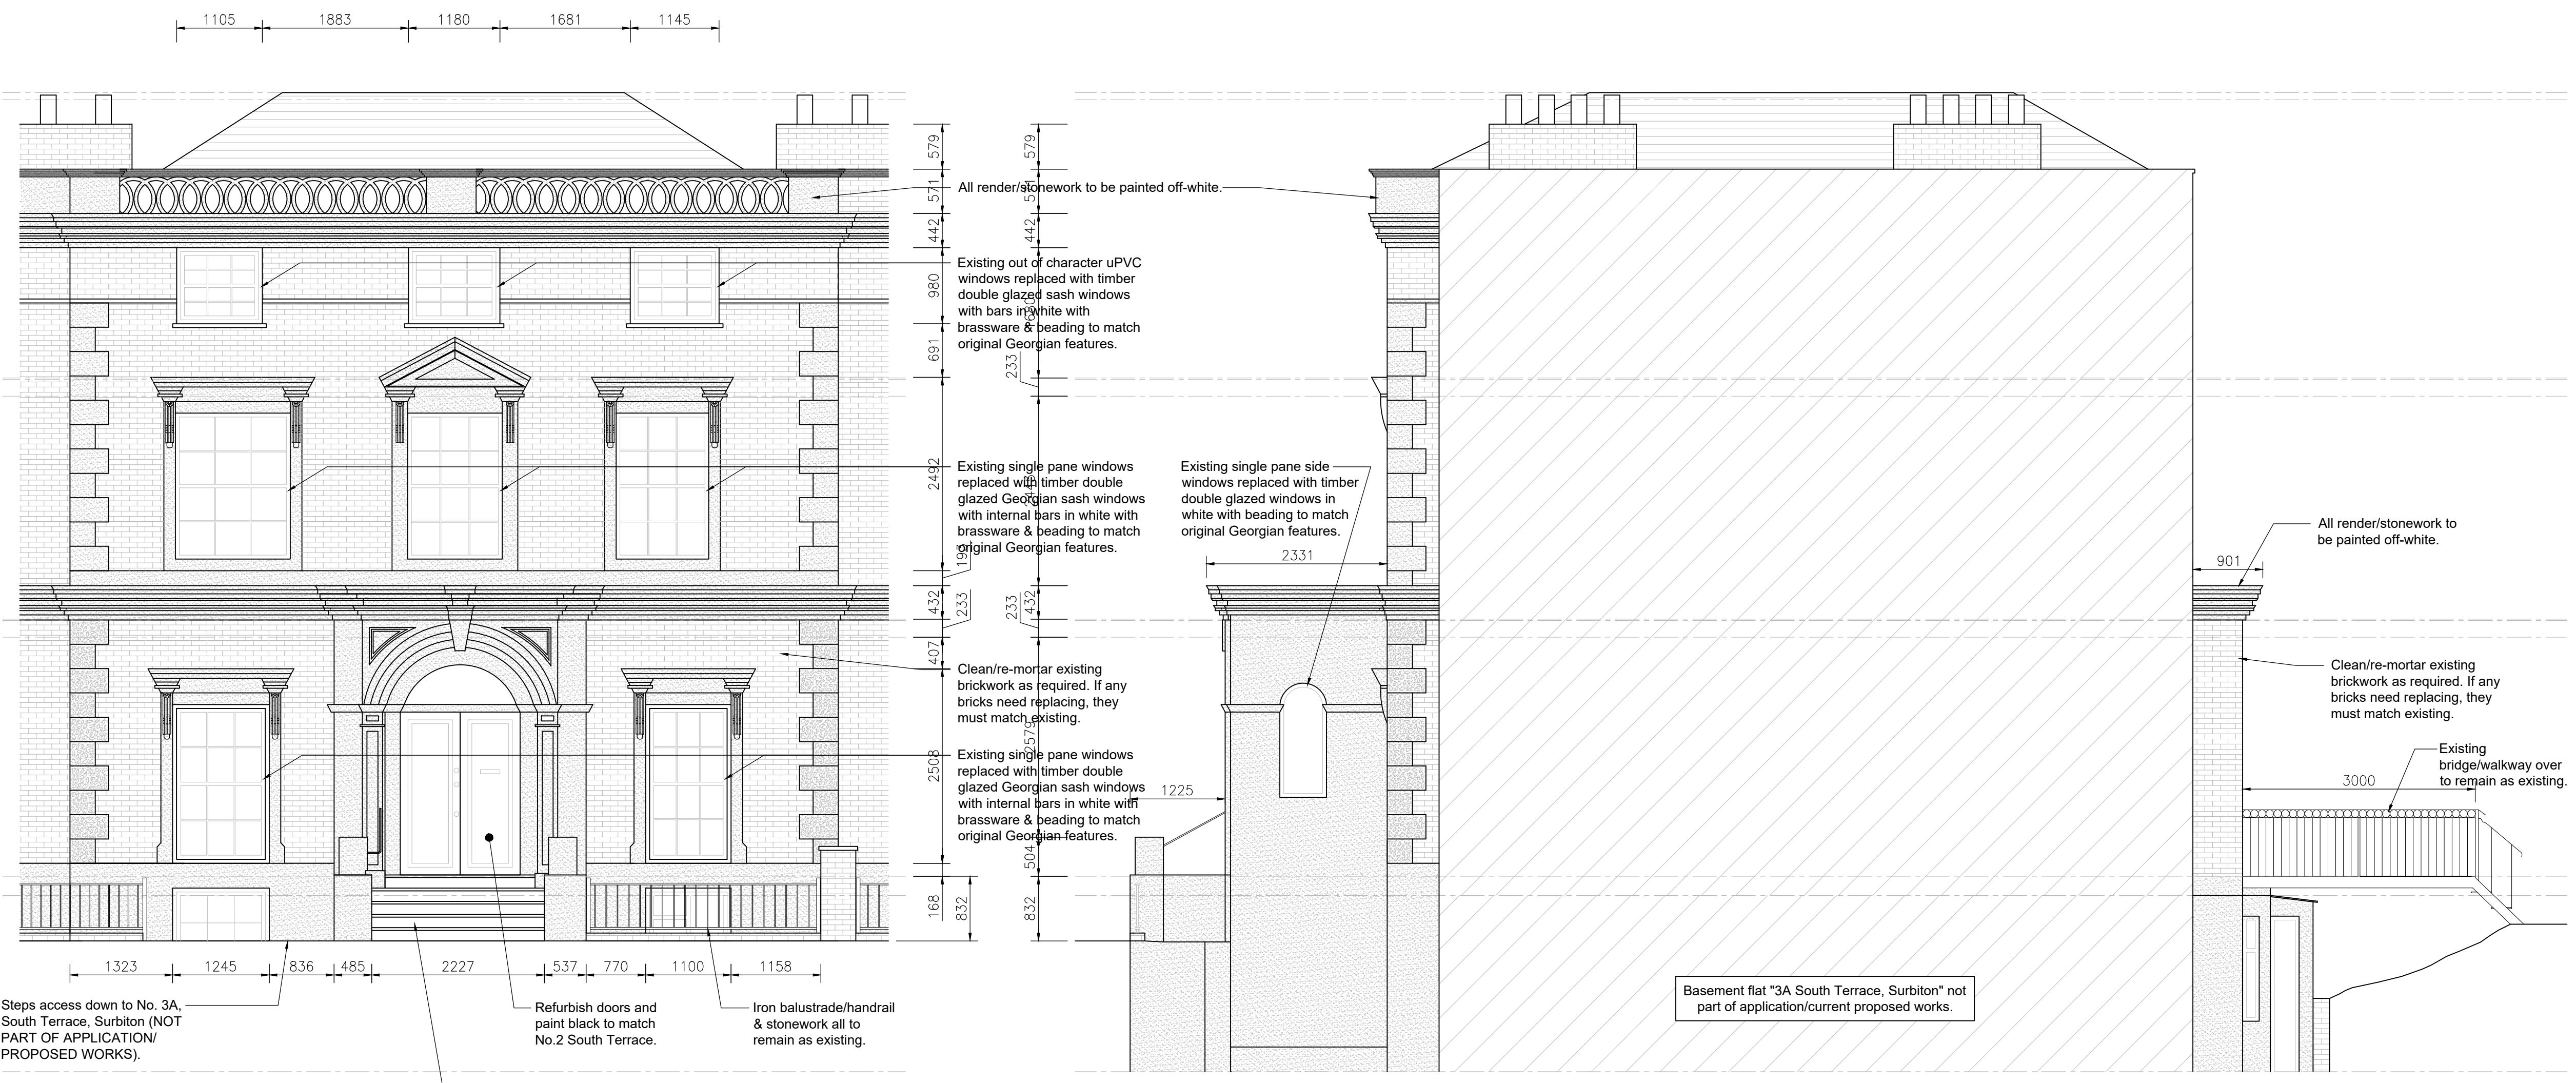 1105 1883 1180 1681 1145
579
571
442
980
691
2492
193
432
233
407
2508
168
832
579
571
442
233
233
432
2579
504
832
All render/stonework to be painted off-white.
Existing out of character uPVC
windows replaced with timber
double glazed sash windows
with bars in white with
brassware & beading to match
original Georgian features.
Existing single pane windows
replaced with timber double
glazed Georgian sash windows
with internal bars in white with
brassware & beading to match
original Georgian features.
Clean/re-mortar existing
brickwork as required. If any
bricks need replacing, they
must match existing.
Existing single pane windows
replaced with timber double
glazed Georgian sash windows
with internal bars in white with
brassware & beading to match
original Georgian features.
1323 1245 836 485 2227 537 770 1100 1158
Steps access down to No. 3A,
South Terrace, Surbiton (NOT
PART OF APPLICATION/
PROPOSED WORKS).
Refurbish doors and
paint black to match
No.2 South Terrace.
Iron balustrade/handrail
& stonework all to
remain as existing.
Existing single pane side
windows replaced with timber
double glazed windows in
white with beading to match
original Georgian features.
2331
1225
All render/stonework to
be painted off-white.
901
Clean/re-mortar existing
brickwork as required. If any
bricks need replacing, they
must match existing.
Existing
bridge/walkway over
to remain as existing.
3000
Basement flat "3A South Terrace, Surbiton" not
part of application/current proposed works.